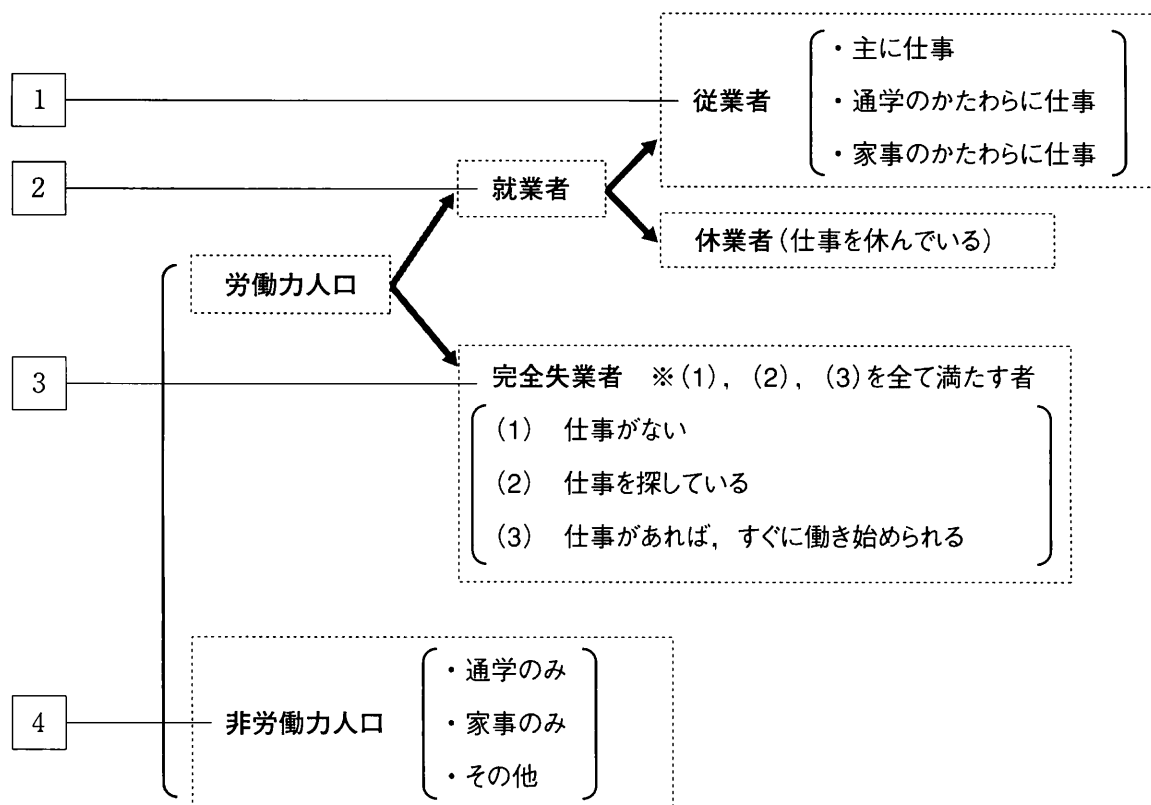 ・主に仕事
1
従業者
・通学のかたわらに仕事
・家事のかたわらに仕事
2
就業者
休業者(仕事を休んでいる)
労働力人口
3
完全失業者 ※(1), (2), (3)を全て満たす者
(1) 仕事がない
(2) 仕事を探している
(3) 仕事があれば, すぐに働き始められる
・通学のみ
4
非労働力人口
・家事のみ
・その他